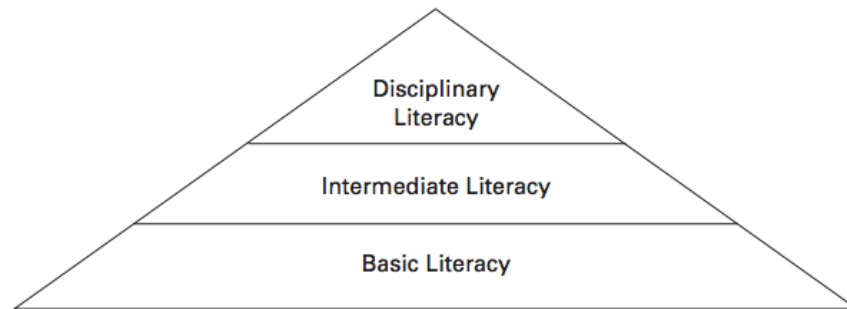 Disciplinary
Literacy
Intermediate Literacy
Basic Literacy